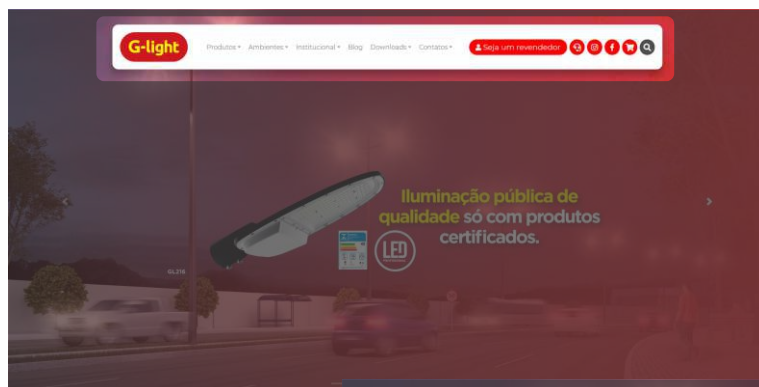 G-light
Produtos Ambientes Institucional Blog Downloads Contatos
Seja um revendedor
Iluminação pública de
qualidade só com produtos
certificados.
LED